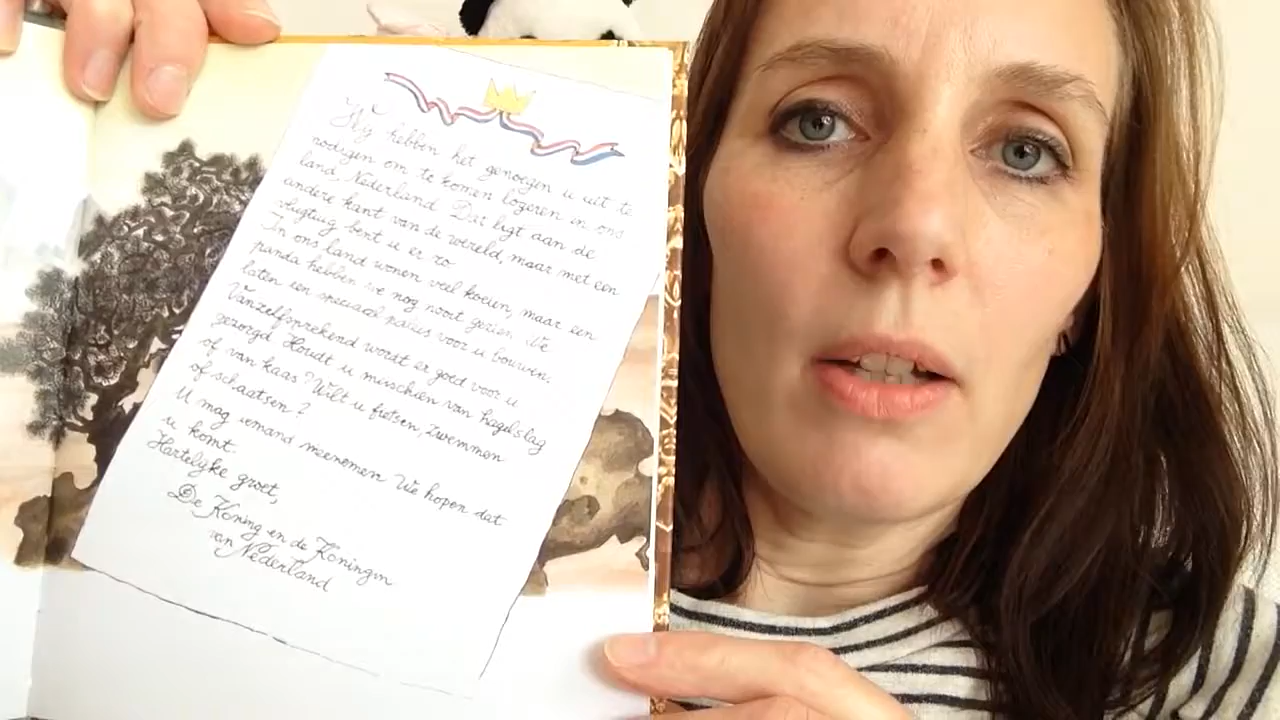 Wij hebben het genoegen u uit te
nodigen om te komen logeren in ons
land Nederland. Dat ligt aan de
andere kant van de wereld, maar met een
vliegtuig bent u er zo.
In ons land wonen veel koeien, maar een
panda hebben we nog nooit gezien. We
laten een speciaal paleis voor u bouwen.
Vanzelfsprekend wordt er goed voor u
gezorgd. Houdt u misschien van hagelslag
of van kaas? Wilt u fietsen, zwemmen
of schaatsen?
U mag iemand meenemen. We hopen dat
u komt.
Hartelijke groet,
De Koning en de Koningin
van Nederland